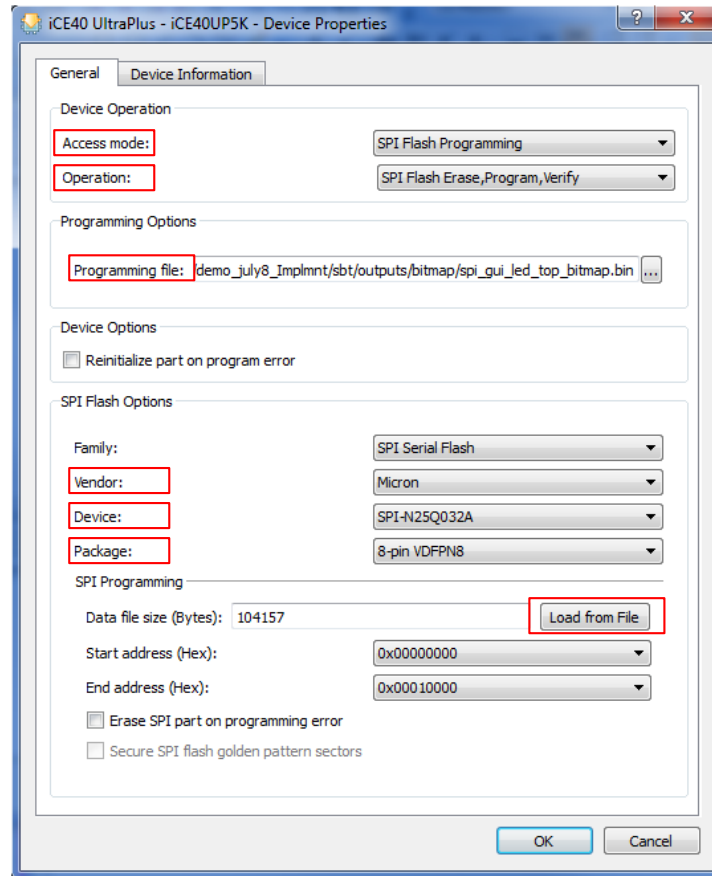 iCE40 UltraPlus - iCE40UP5K - Device Properties
General Device Information
Device Operation
Access mode: SPI Flash Programming
Operation: SPI Flash Erase,Program,Verify
Programming Options
Programming file: /demo_july8_Implmnt/sbt/outputs/bitmap/spi_gui_led_top_bitmap.bin ...
Device Options
Reinitialize part on program error
SPI Flash Options
Family: SPI Serial Flash
Vendor: Micron
Device: SPI-N25Q032A
Package: 8-pin VDFPN8
SPI Programming
Data file size (Bytes): 104157 Load from File
Start address (Hex): 0x00000000
End address (Hex): 0x00010000
Erase SPI part on programming error
Secure SPI flash golden pattern sectors
OK Cancel